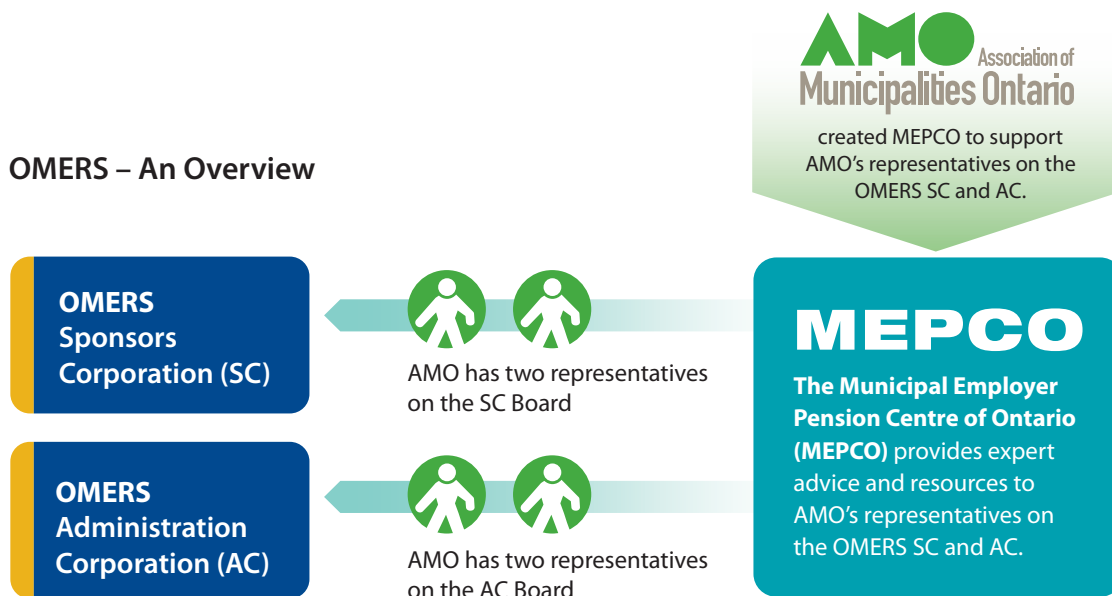 AMO Association of
Municipalities Ontario
created MEPCO to support
AMO's representatives on the
OMERS SC and AC.
OMERS – An Overview
OMERS
Sponsors
Corporation (SC)
AMO has two representatives
on the SC Board
OMERS
Administration
Corporation (AC)
AMO has two representatives
on the AC Board
MEPCO
The Municipal Employer
Pension Centre of Ontario
(MEPCO) provides expert
advice and resources to
AMO's representatives on
the OMERS SC and AC.